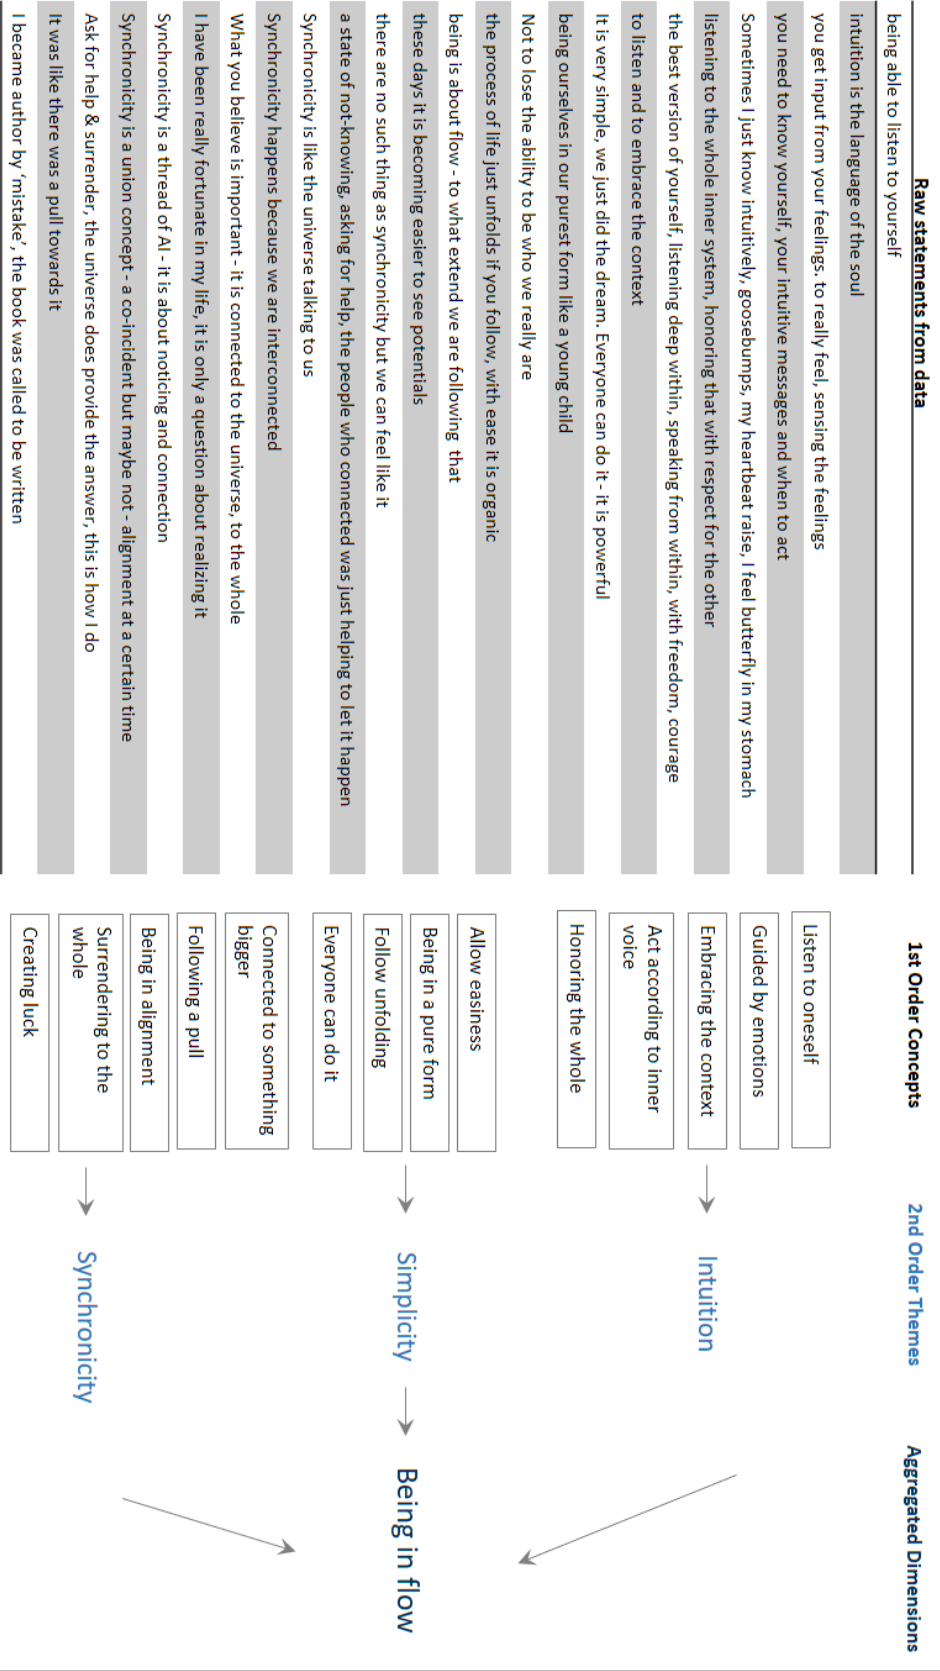 Raw statements from data
being able to listen to yourself
intuition is the language of the soul
you get input from your feelings. to really feel, sensing the feelings
you need to know yourself, your intuitive messages and when to act
Sometimes I just know intuitively, goosebumps, my heartbeat raise, I feel butterfly in my stomach
listening to the whole inner system, honoring that with respect for the other
the best version of yourself, listening deep within, speaking from within, with freedom, courage
to listen and to embrace the context
It is very simple, we just did the dream. Everyone can do it - it is powerful
being ourselves in our purest form like a young child
Not to lose the ability to be who we really are
the process of life just unfolds if you follow, with ease it is organic
being is about flow - to what extend we are following that
these days it is becoming easier to see potentials
there are no such thing as synchronicity but we can feel like it
a state of not-knowing, asking for help, the people who connected was just helping to let it happen
Synchronicity is like the universe talking to us
Synchronicity happens because we are interconnected
What you believe is important - it is connected to the universe, to the whole
I have been really fortunate in my life, it is only a question about realizing it
Synchronicity is a thread of AI - it is about noticing and connection
Synchronicity is a union concept - a co-incident but maybe not - alignment at a certain time
Ask for help & surrender, the universe does provide the answer, this is how I do
It was like there was a pull towards it
I became author by 'mistake', the book was called to be written
1st Order Concepts
Listen to oneself
Guided by emotions
Embracing the context
Act according to inner
voice
Honoring the whole
Allow easiness
Being in a pure form
Follow unfolding
Everyone can do it
Connected to something
bigger
Following a pull
Being in alignment
Surrendering to the
whole
Creating luck
2nd Order Themes
Intuition
Simplicity
Synchronicity
Aggregated Dimensions
Being in flow